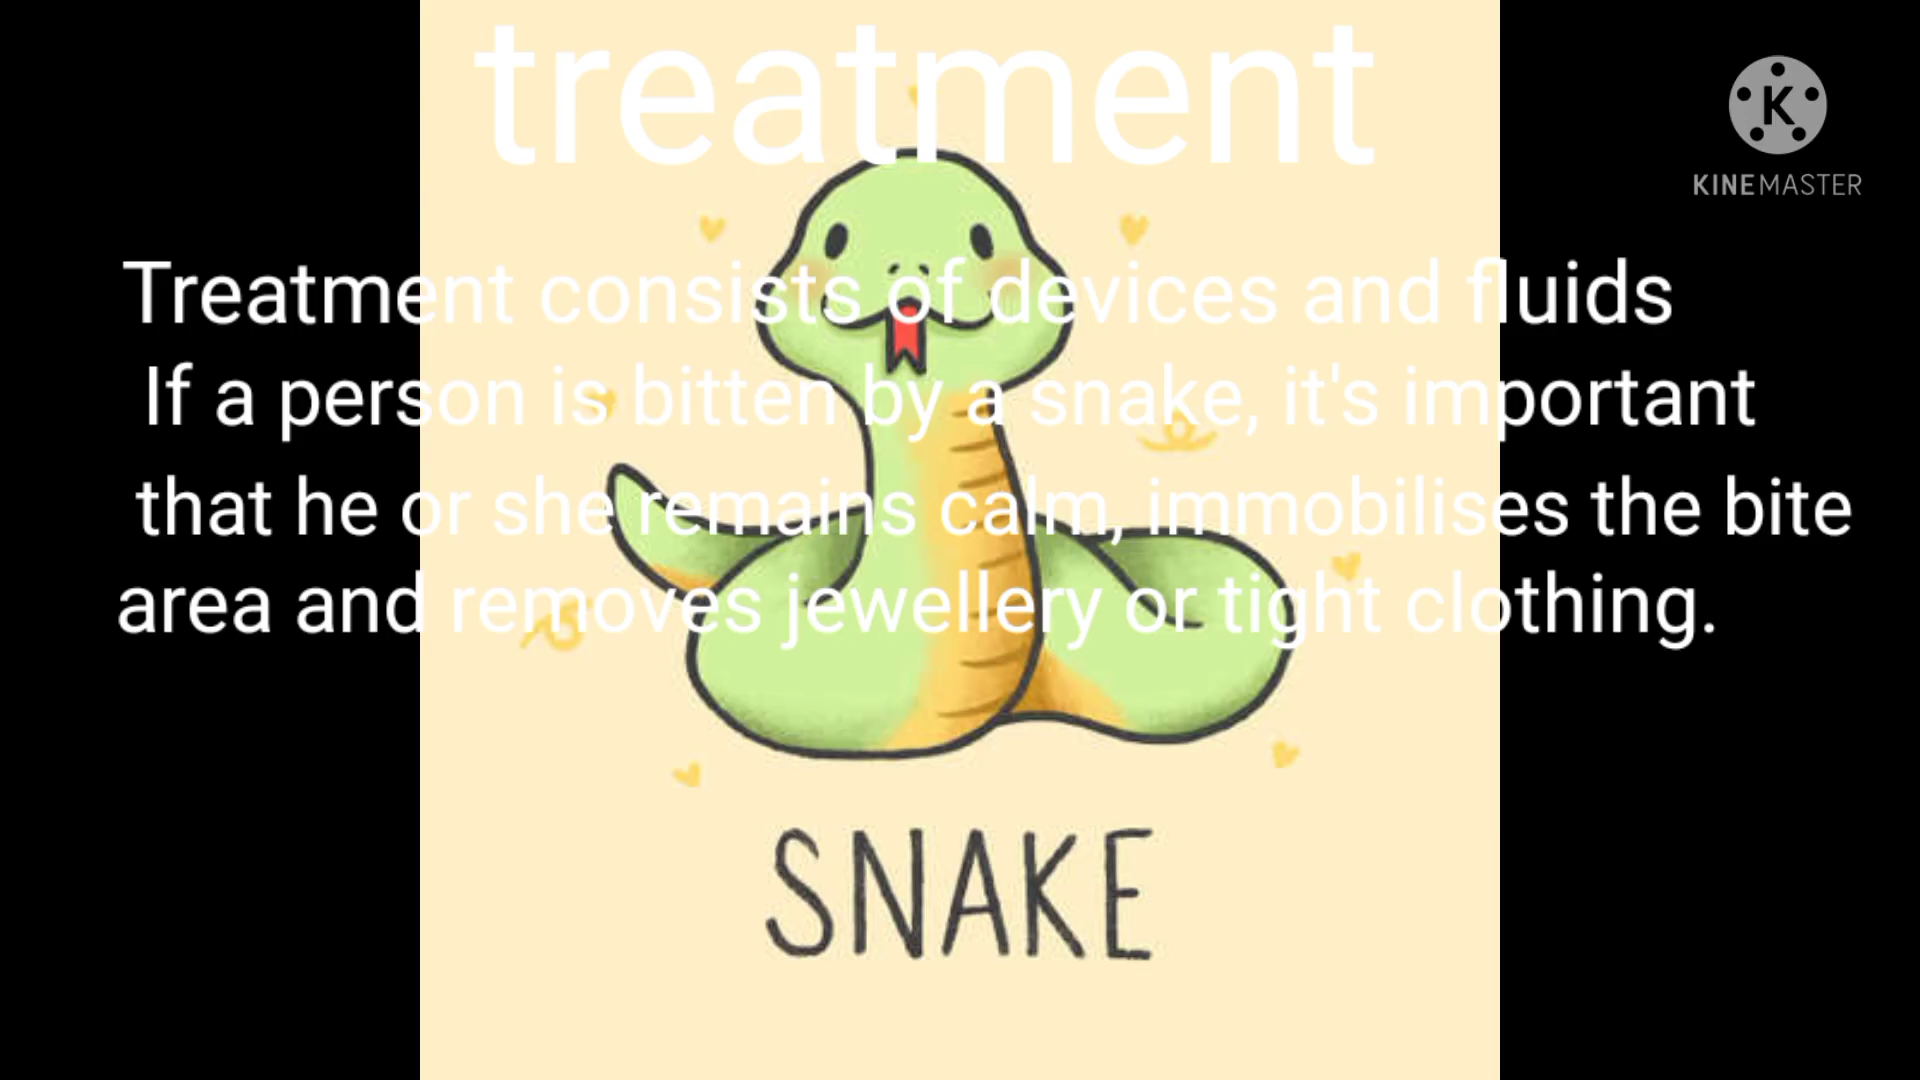 treatment
K
KINEMASTER
Treatment consists of devices and fluids
If a person is bitten by a snake, it's important
that he or she remains calm, immobilises the bite
area and removes jewellery or tight clothing.
SNAKE